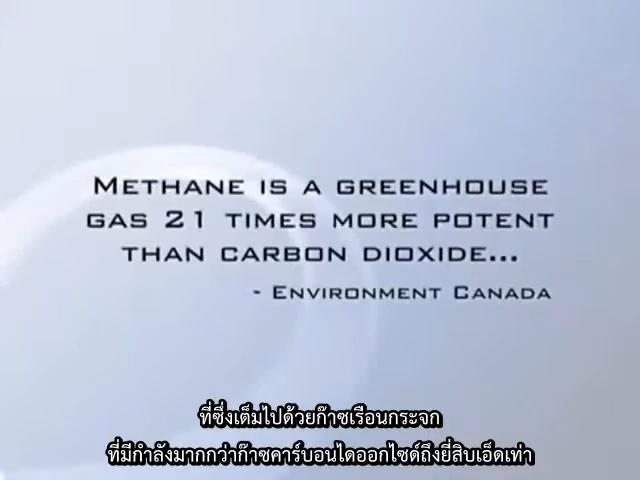 METHANE IS A GREENHOUSE
GAS 21 TIMES MORE POTENT
THAN CARBON DIOXIDE...
- ENVIRONMENT CANADA
ที่ซึ่งเต็มไปด้วยก๊าซเรือนกระจก
ที่มีกำลังมากกว่าก๊าซคาร์บอนไดออกไซด์ถึงยี่สิบเอ็ดเท่า